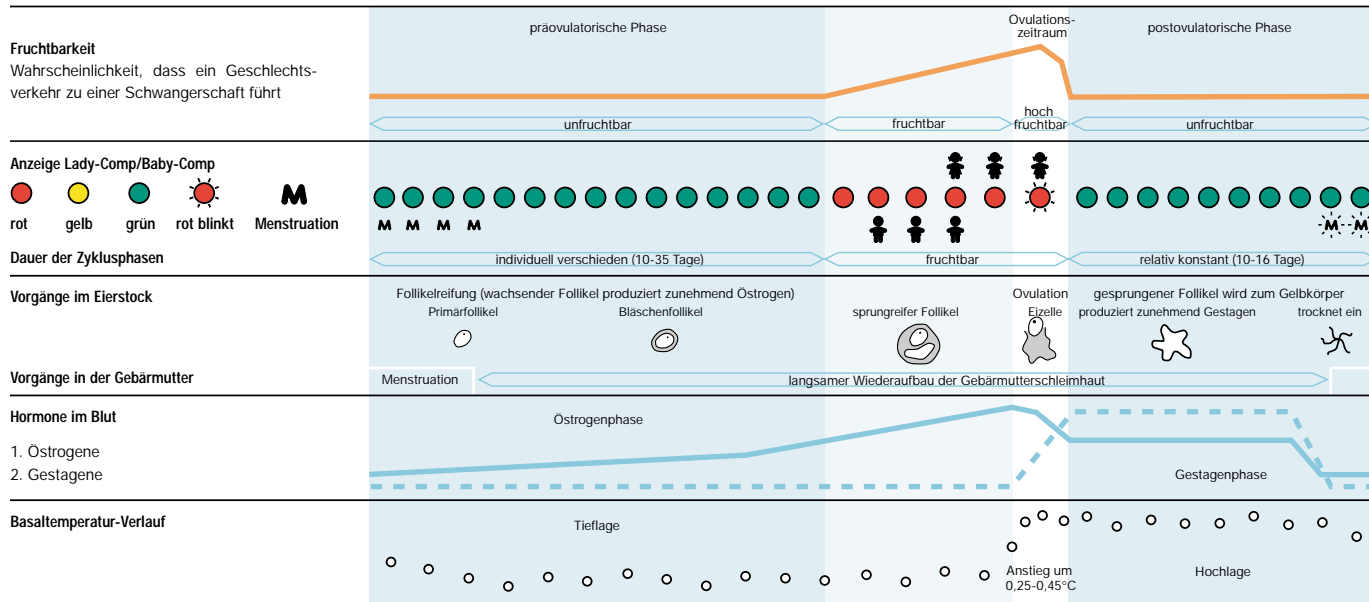 präovulatorische Phase
Ovulations-
zeitraum
postovulatorische Phase
Fruchtbarkeit
Wahrscheinlichkeit, dass ein Geschlechts-
verkehr zu einer Schwangerschaft führt
unfruchtbar
fruchtbar
hoch
fruchtbar
unfruchtbar
Anzeige Lady-Comp/Baby-Comp
M
rot
gelb
grün
rot blinkt
Menstruation
M M M M
M M
Dauer der Zyklusphasen
individuell verschieden (10-35 Tage)
fruchtbar
relativ konstant (10-16 Tage)
Vorgänge im Eierstock
Follikelreifung (wachsender Follikel produziert zunehmend Östrogen)
Primärfollikel
Bläschenfollikel
sprungreifer Follikel
Ovulation
Eizelle
gesprungener Follikel wird zum Gelbkörper
produziert zunehmend Gestagen
trocknet ein
Vorgänge in der Gebärmutter
Menstruation
langsamer Wiederaufbau der Gebärmutterschleimhaut
Hormone im Blut
1. Östrogene
2. Gestagene
Östrogenphase
Gestagenphase
Basaltemperatur-Verlauf
Tieflage
Anstieg um
0,25-0,45°C
Hochlage